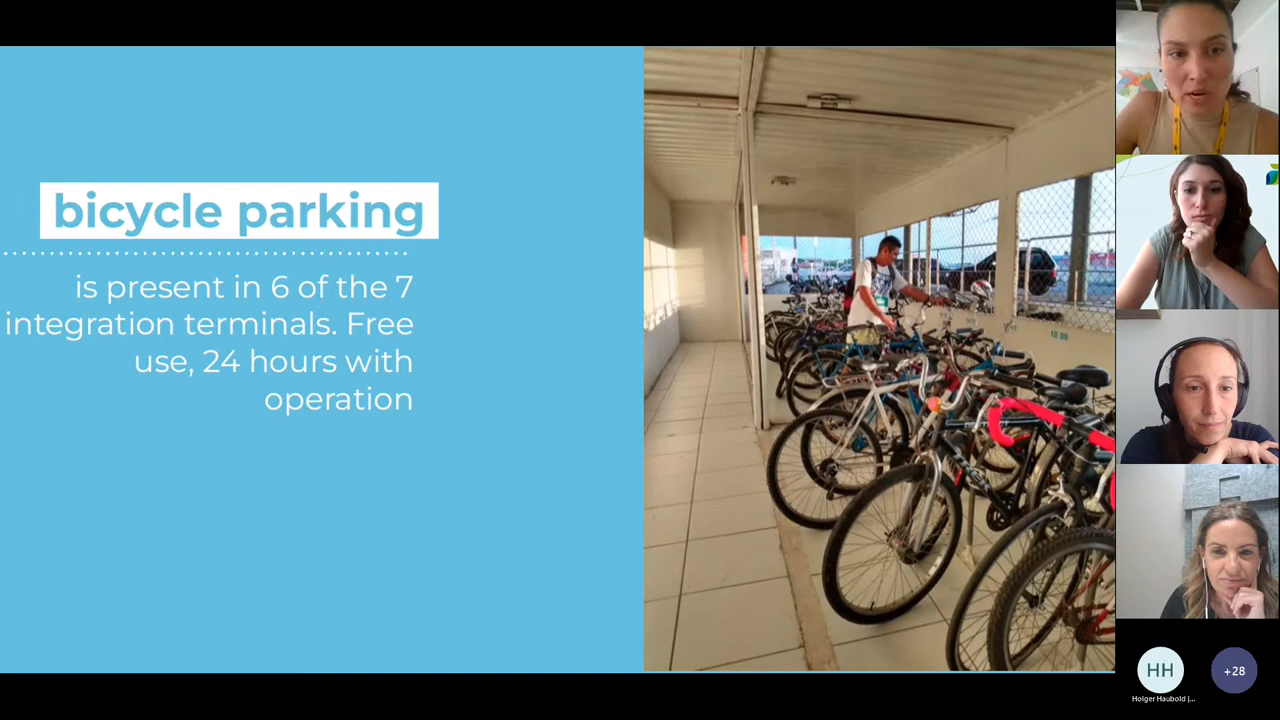 bicycle parking
is present in 6 of the 7
integration terminals. Free
use, 24 hours with
operation
HH
+28
Holger Haubold |...